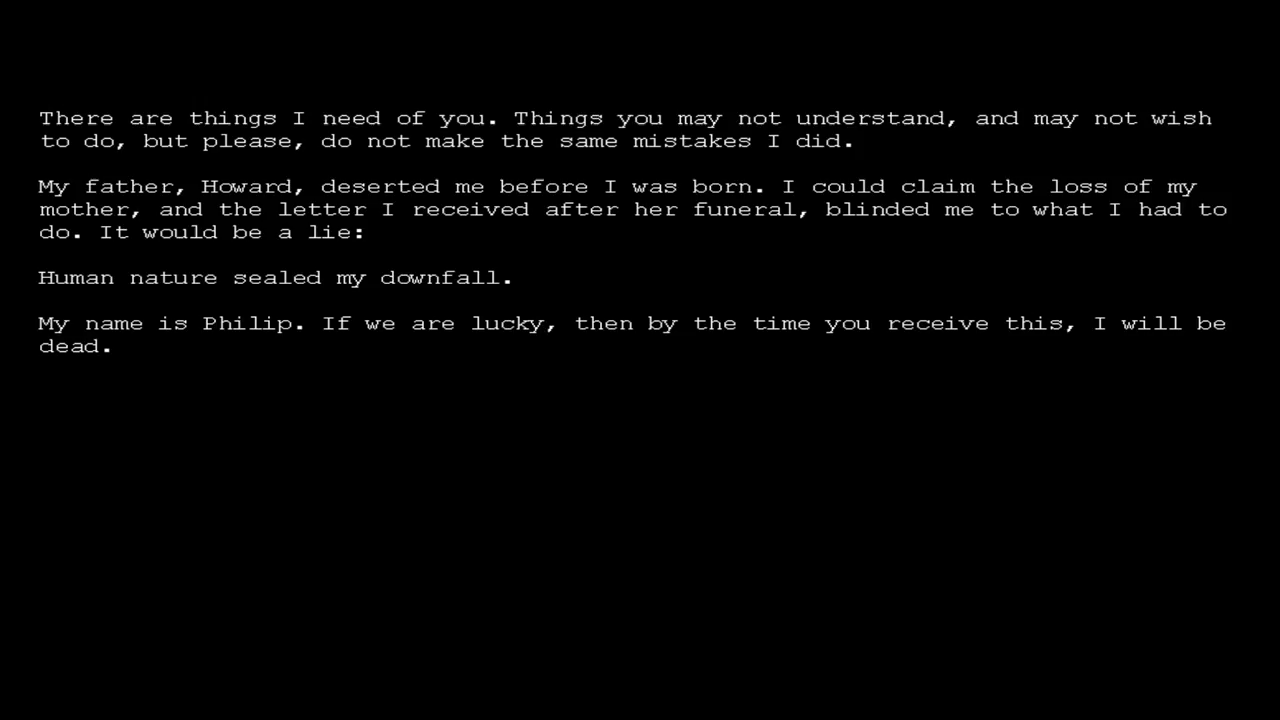 There are things I need of you. Things you may not understand, and may not wish
to do, but please, do not make the same mistakes I did.
My father, Howard, deserted me before I was born. I could claim the loss of my
mother, and the letter I received after her funeral, blinded me to what I had to
do. It would be a lie:
Human nature sealed my downfall.
My name is Philip. If we are lucky, then by the time you receive this, I will be
dead.